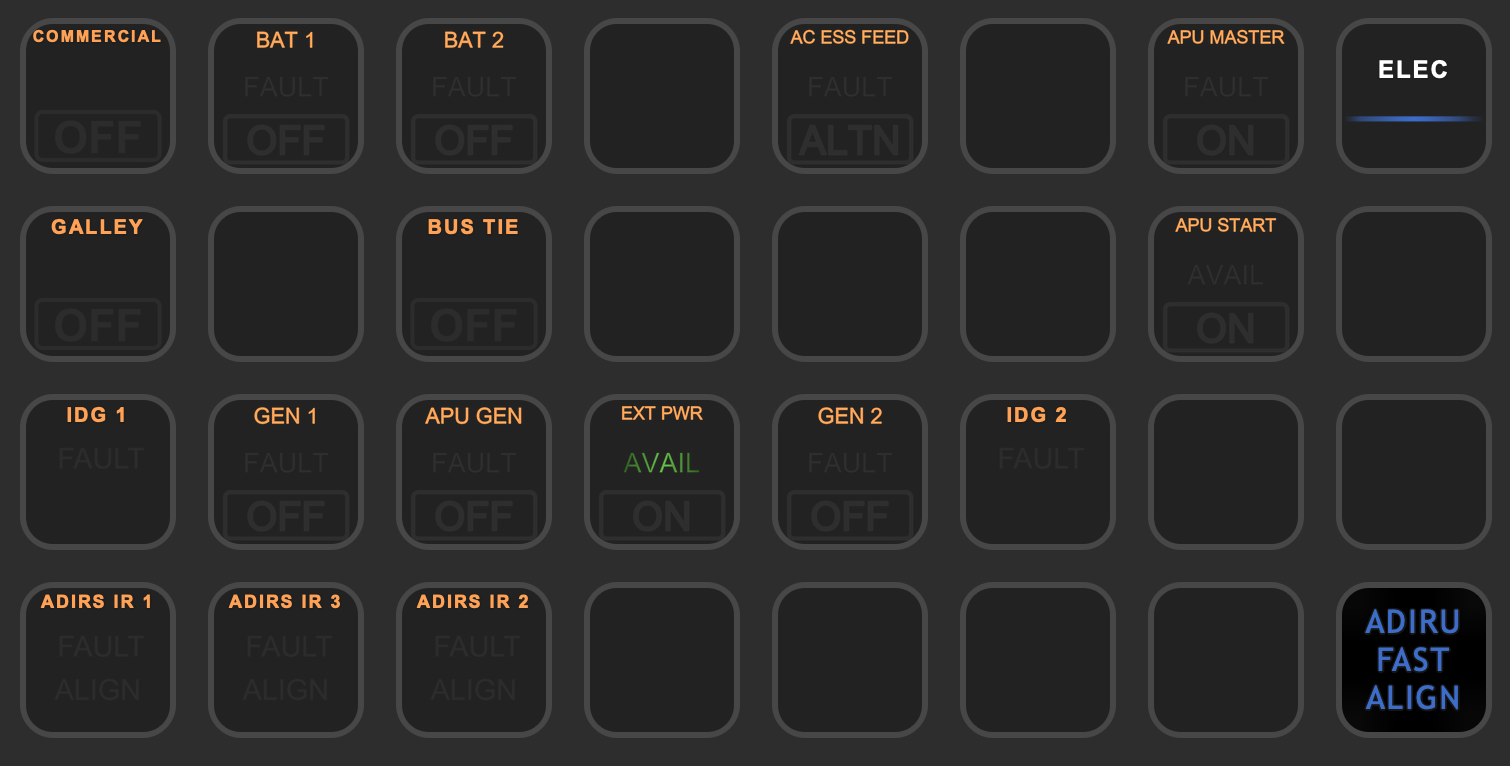 COMMERCIAL
OFF
BAT 1
FAULT
OFF
BAT 2
FAULT
OFF
AC ESS FEED
FAULT
ALTN
APU MASTER
FAULT
ON
ELEC
GALLEY
OFF
BUS TIE
OFF
APU START
AVAIL
ON
IDG 1
FAULT
GEN 1
FAULT
OFF
APU GEN
FAULT
OFF
EXT PWR
AVAIL
ON
GEN 2
FAULT
OFF
IDG 2
FAULT
ADIRS IR 1
FAULT
ALIGN
ADIRS IR 3
FAULT
ALIGN
ADIRS IR 2
FAULT
ALIGN
ADIRU
FAST
ALIGN